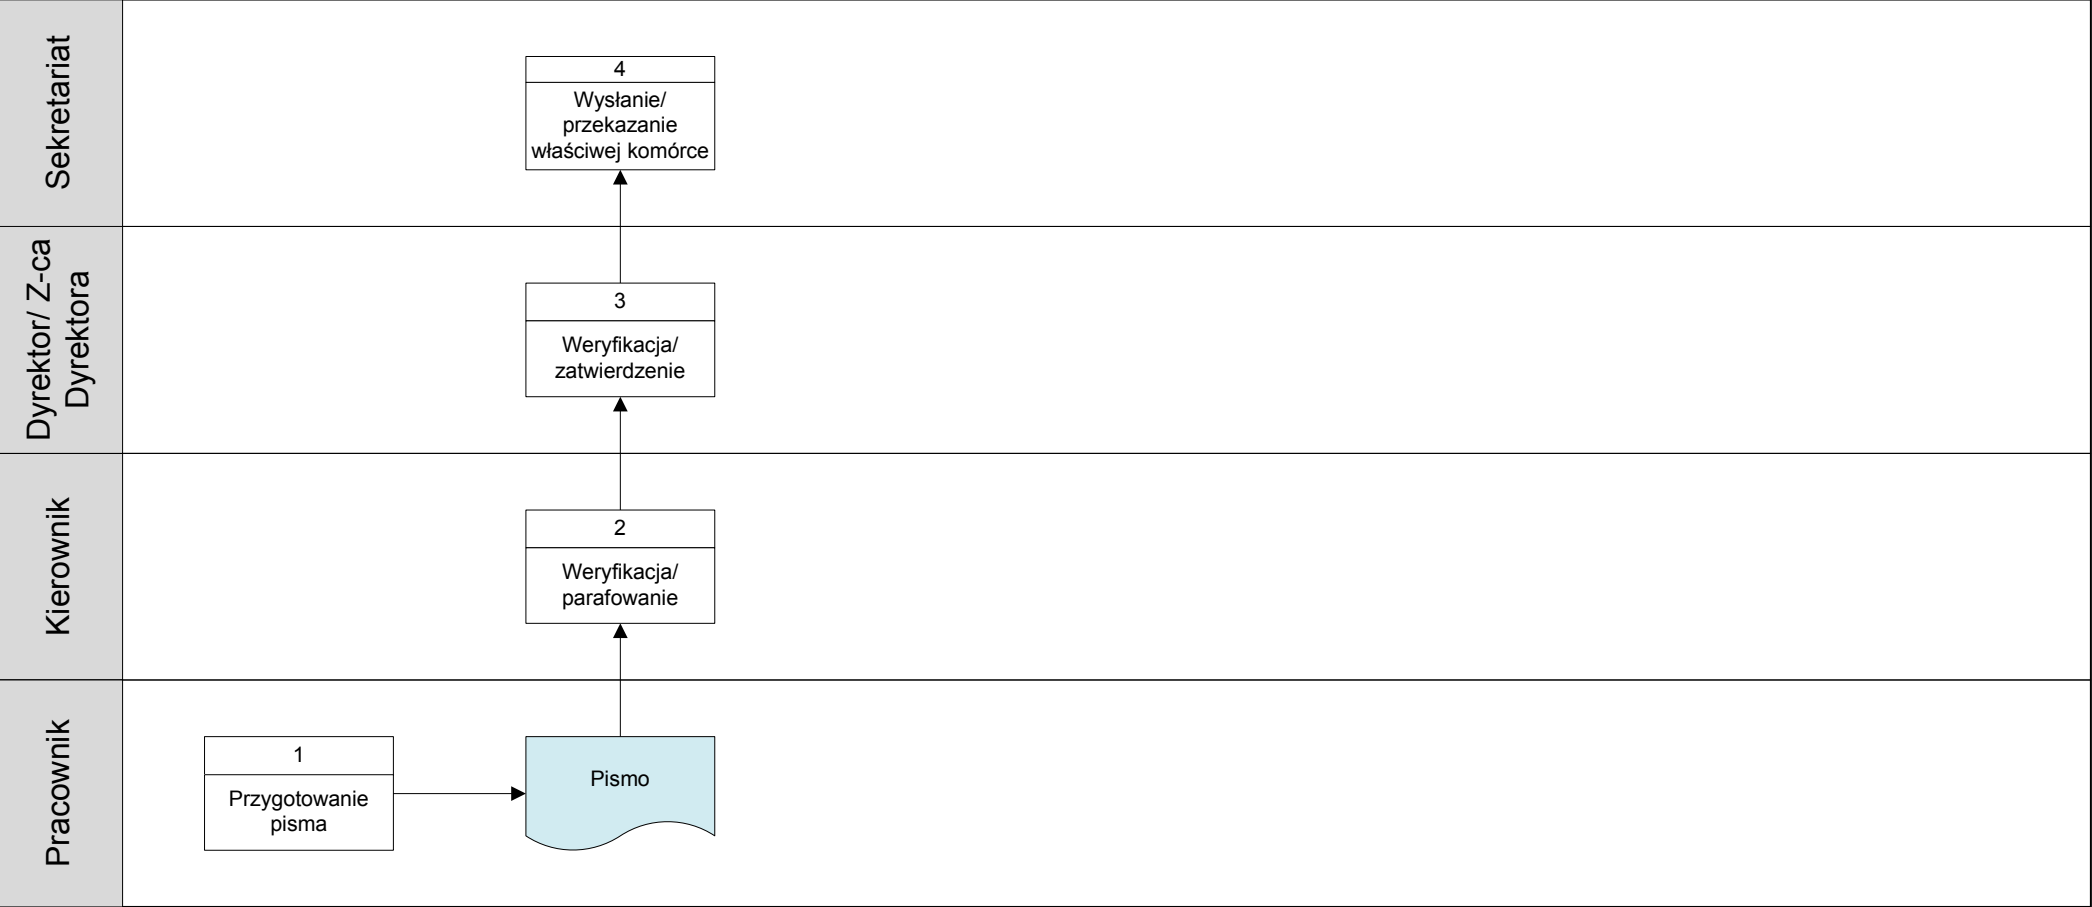 Sekretariat
4
Wysłanie/
przekazanie
właściwej komórce
Dyrektor/ Z-ca
Dyrektora
3
Weryfikacja/
zatwierdzenie
Kierownik
2
Weryfikacja/
parafowanie
Pracownik
1
Przygotowanie
pisma
Pismo